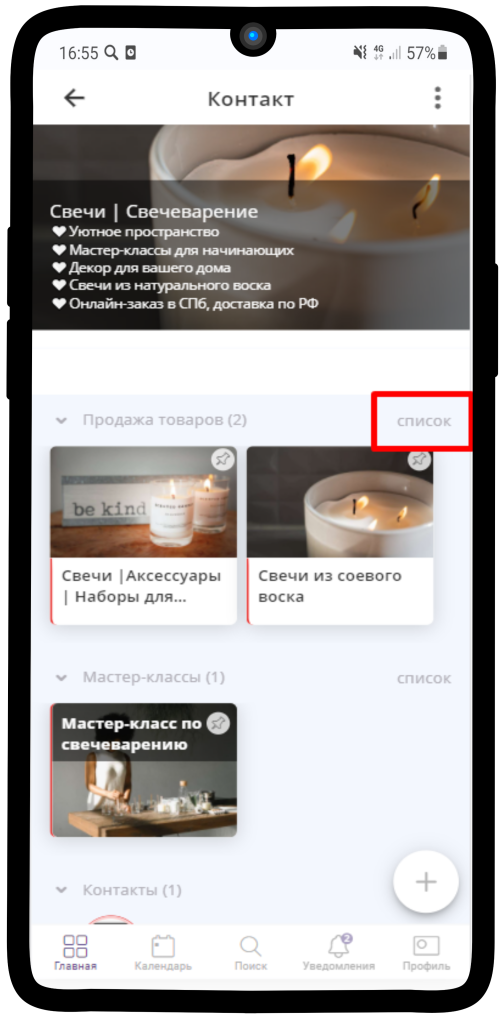 16:55
4G
57%
Контакт
Свечи | Свечеварение
Уютное пространство
Мастер-классы для начинающих
Декор для вашего дома
Свечи из натурального воска
Онлайн-заказ в СПб, доставка по РФ
Продажа товаров (2)
список
be kind
Свечи |Аксессуары
| Наборы для...
Свечи из соевого
воска
Мастер-классы (1)
список
Мастер-класс по
свечеварению
Контакты (1)
2
Главная
Календарь
Поиск
Уведомления
Профиль